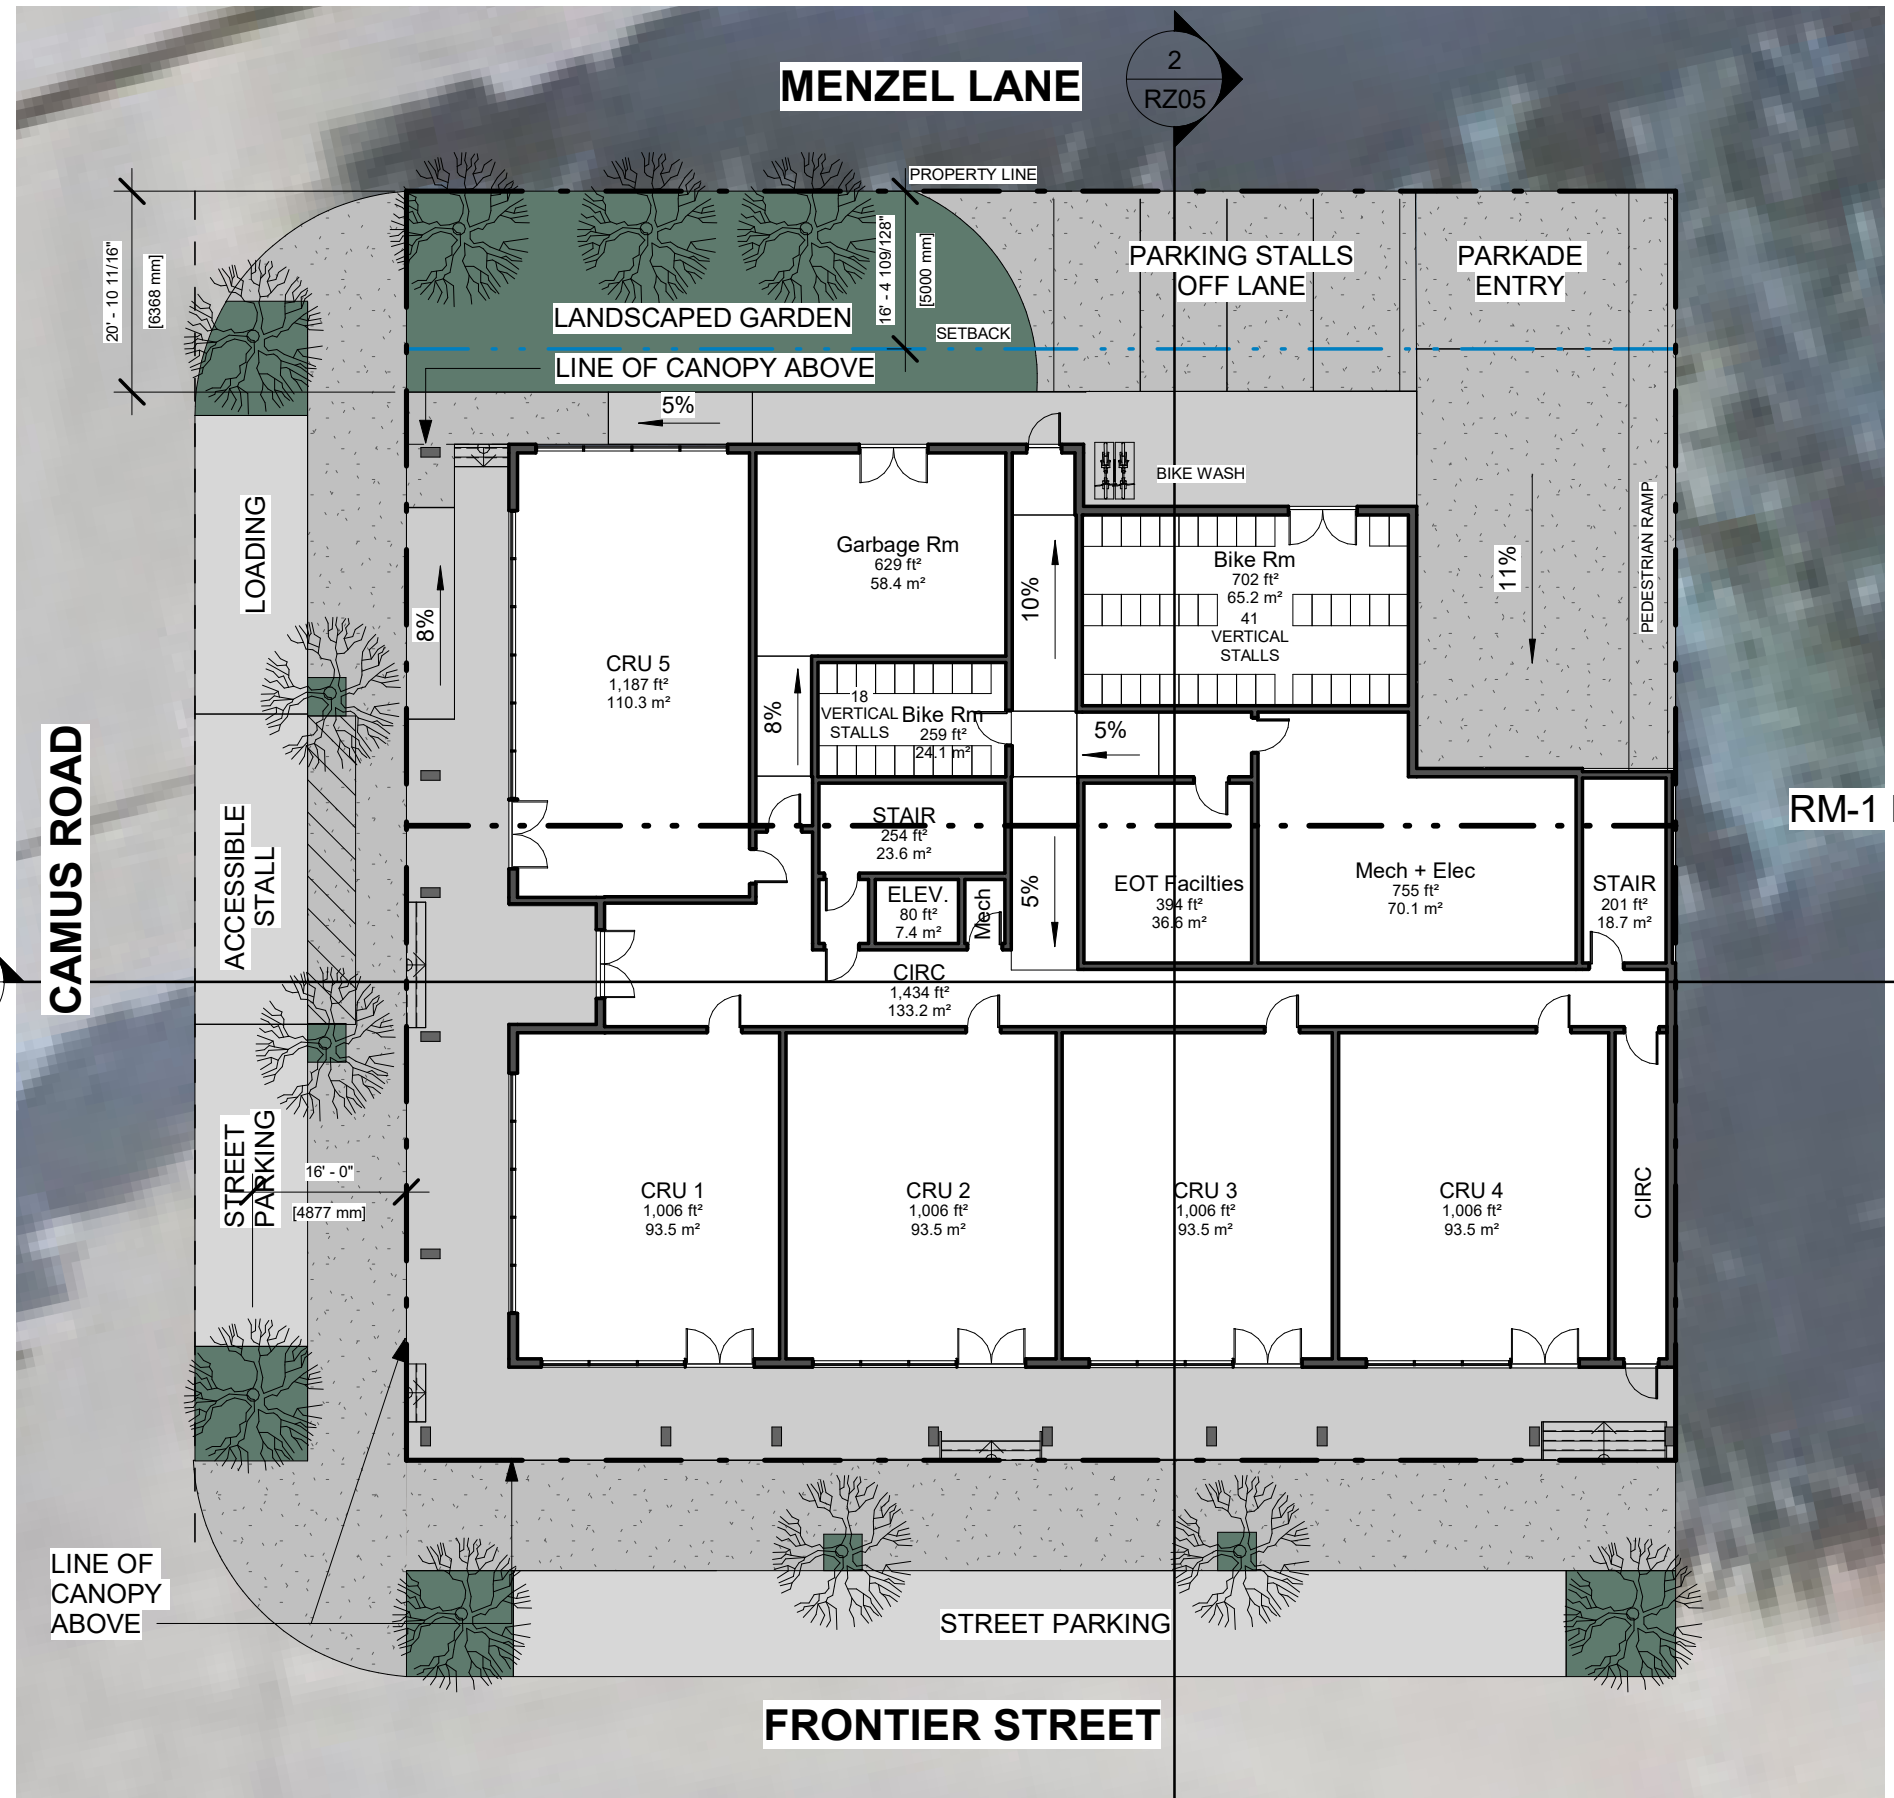 MENZEL LANE
2
RZ05
PROPERTY LINE
20' - 10 11/16"
[6368 mm]
16' - 4 109/128"
[5000 mm]
PARKING STALLS
OFF LANE
PARKADE
ENTRY
LANDSCAPED GARDEN
SETBACK
LINE OF CANOPY ABOVE
5%
BIKE WASH
LOADING
8%
Garbage Rm
629 ft²
58.4 m²
10%
Bike Rm
702 ft²
65.2 m²
41
VERTICAL
STALLS
11%
PEDESTRIAN RAMP
CRU 5
1,187 ft²
110.3 m²
8%
18
VERTICAL
STALLS
Bike Rm
259 ft²
24.1 m²
5%
CAMUS ROAD
ACCESSIBLE
STALL
STAIR
254 ft²
23.6 m²
RM-1
ELEV.
80 ft²
7.4 m²
Mech
5%
EOT Facilties
394 ft²
36.6 m²
Mech + Elec
755 ft²
70.1 m²
STAIR
201 ft²
18.7 m²
CIRC
1,434 ft²
133.2 m²
STREET
PARKING
16' - 0"
[4877 mm]
CRU 1
1,006 ft²
93.5 m²
CRU 2
1,006 ft²
93.5 m²
CRU 3
1,006 ft²
93.5 m²
CRU 4
1,006 ft²
93.5 m²
CIRC
LINE OF
CANOPY
ABOVE
STREET PARKING
FRONTIER STREET